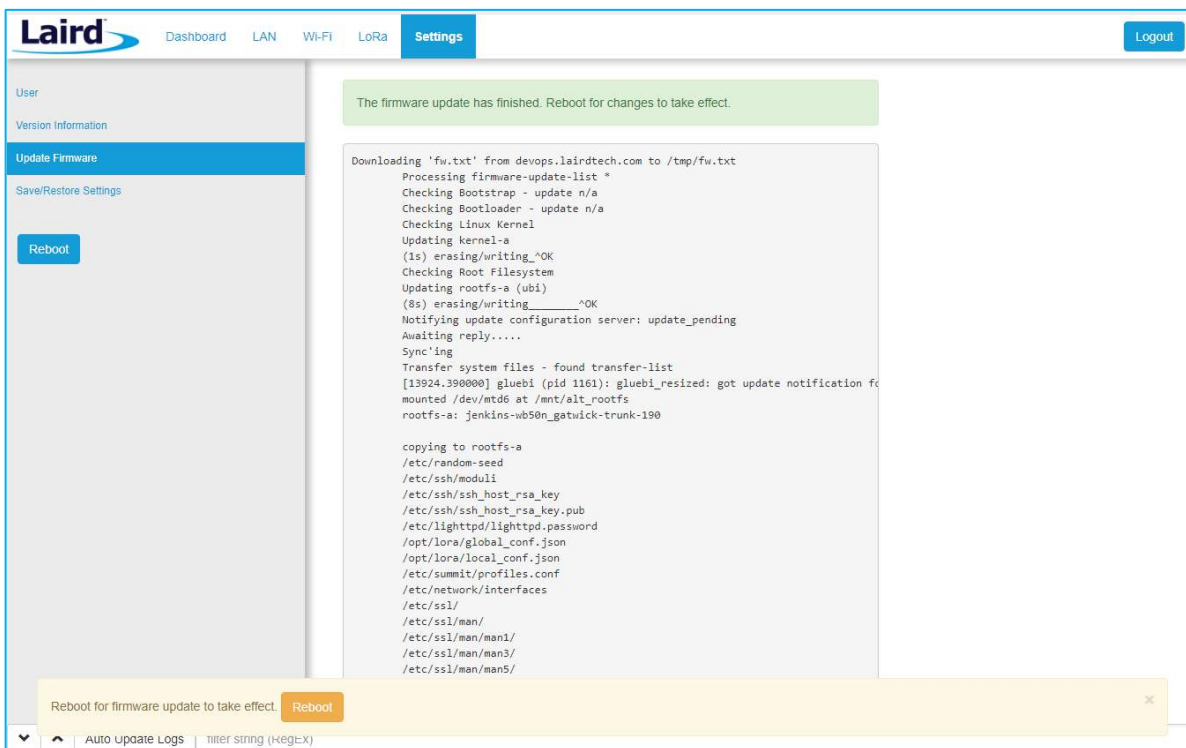 Laird
Dashboard LAN Wi-Fi LoRa Settings Logout
User
Version Information
Update Firmware
Save/Restore Settings
Reboot
The firmware update has finished. Reboot for changes to take effect.
Downloading 'fw.txt' from devops.lairdtech.com to /tmp/fw.txt
Processing firmware-update-list *
Checking Bootstrap - update n/a
Checking Bootloader - update n/a
Checking Linux Kernel
Updating kernel-a
(1s) erasing/writing_^OK
Checking Root Filesystem
Updating rootfs-a (ubi)
(8s) erasing/writing________^OK
Notifying update configuration server: update_pending
Awaiting reply.....
Sync'ing
Transfer system files - found transfer-list
[13924.390000] gluebi (pid 1161): gluebi_resized: got update notification fo
mounted /dev/mtd6 at /mnt/alt_rootfs
rootfs-a: jenkins-wb50n_gatwick-trunk-190
copying to rootfs-a
/etc/random-seed
/etc/ssh/moduli
/etc/ssh/ssh_host_rsa_key
/etc/ssh/ssh_host_rsa_key.pub
/etc/lighttpd/lighttpd.password
/opt/lora/global_conf.json
/opt/lora/local_conf.json
/etc/summit/profiles.conf
/etc/network/interfaces
/etc/ssl/
/etc/ssl/man/
/etc/ssl/man/man1/
/etc/ssl/man/man3/
/etc/ssl/man/man5/
Reboot for firmware update to take effect. Reboot ×
Auto Update Logs filter string (RegEx)